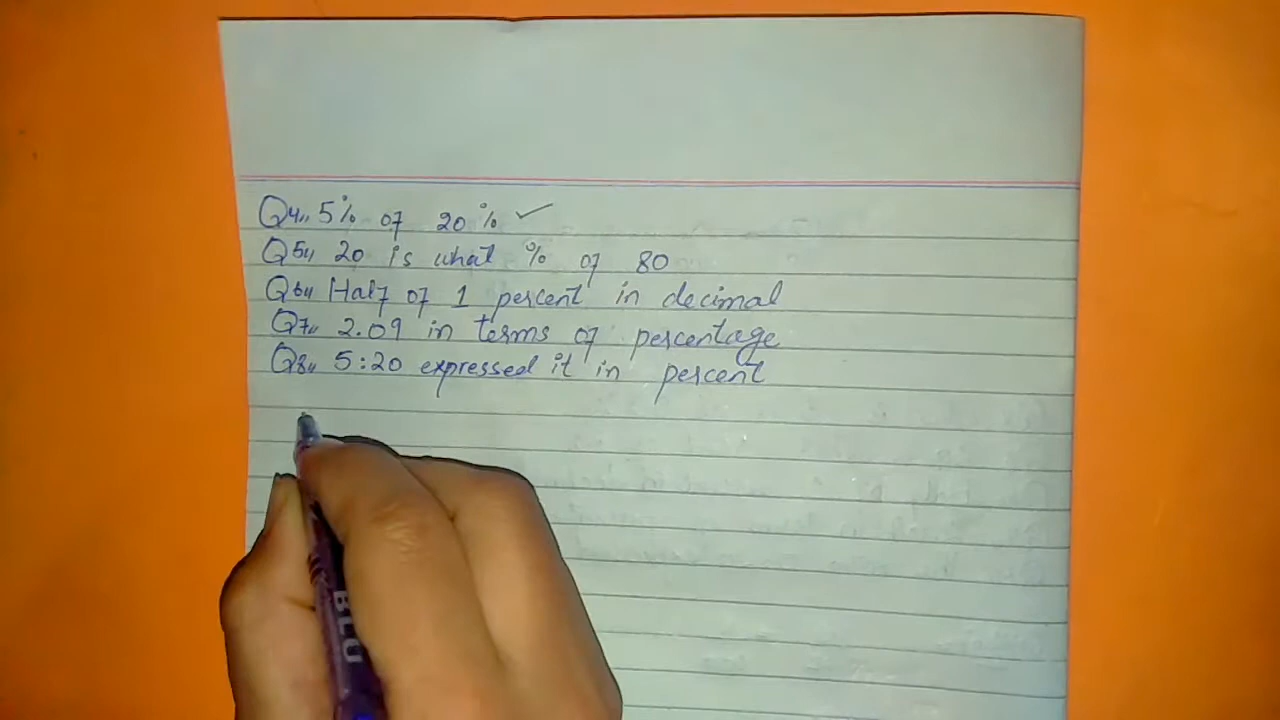 Q4,, 5% of 20% ✓
Q5,, 20 is what % of 80
Q6,, Half of 1 percent in decimal
Q7,, 2.09 in terms of percentage
Q8,, 5:20 expressed it in percent
BLU